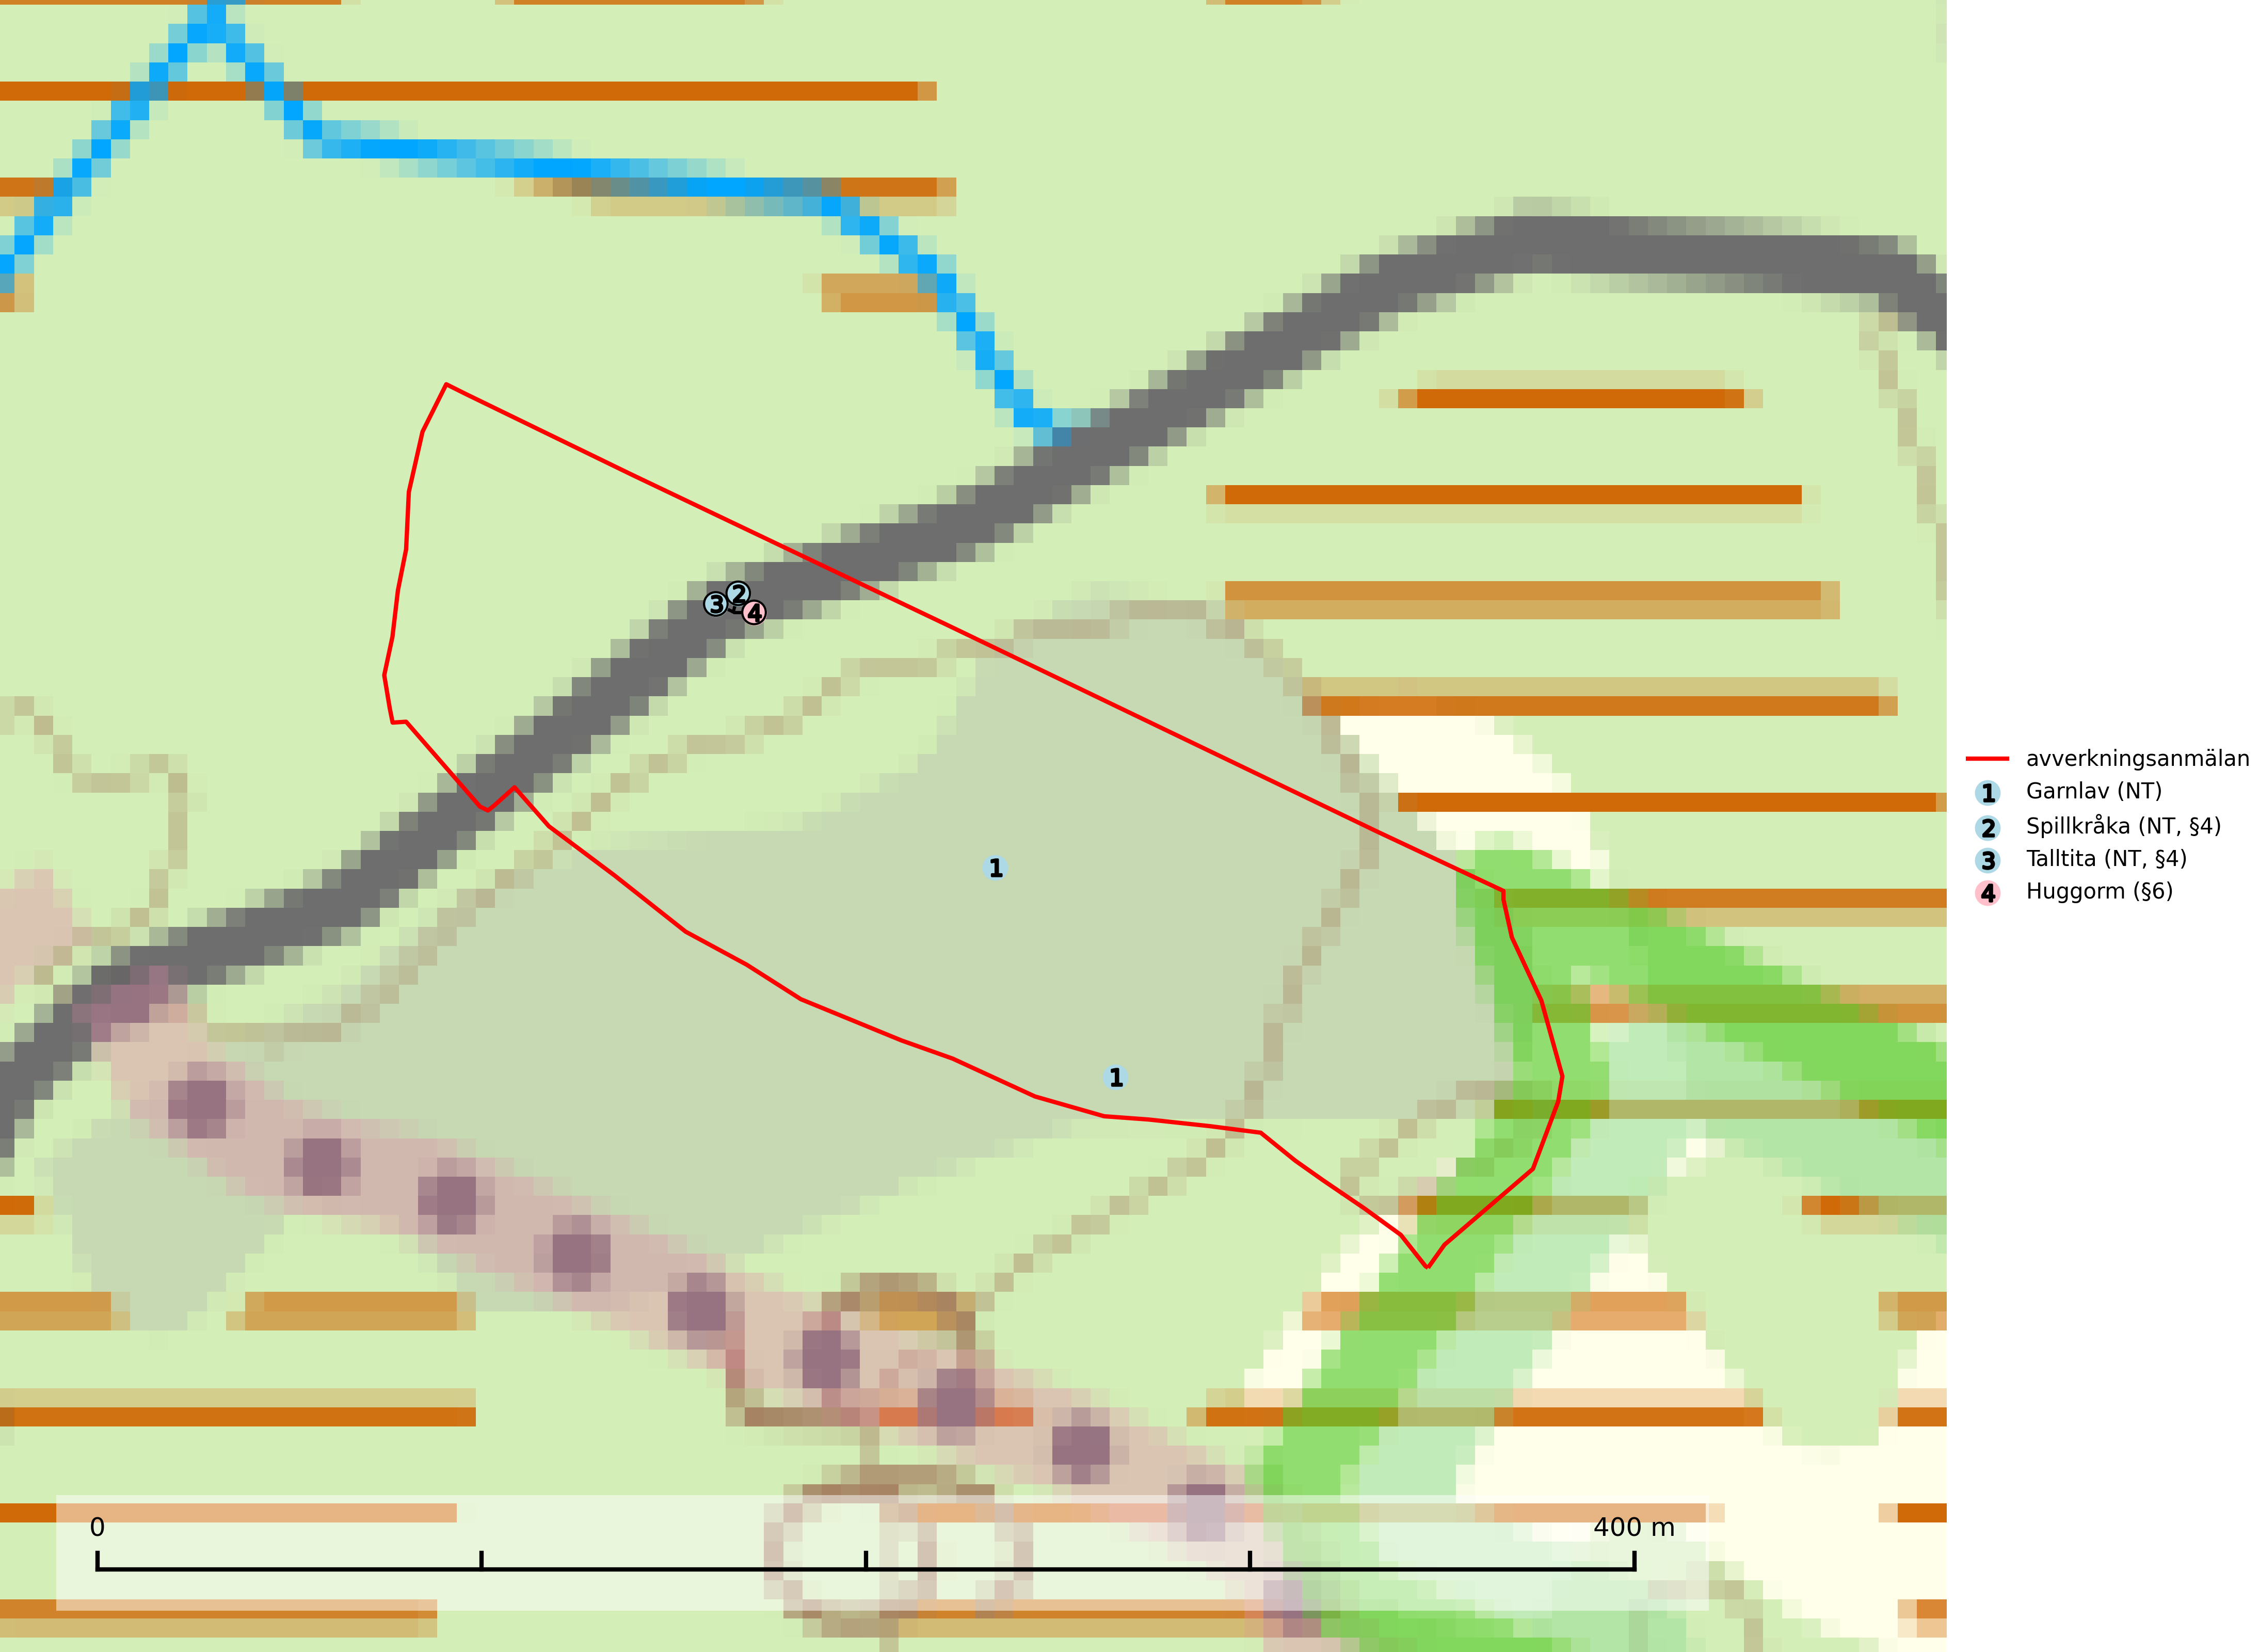 2
3
4
1
1
0
400 m
avverkningsanmälan
1 Garnlav (NT)
2 Spillkråka (NT, §4)
3 Talltita (NT, §4)
4 Huggorm (§6)